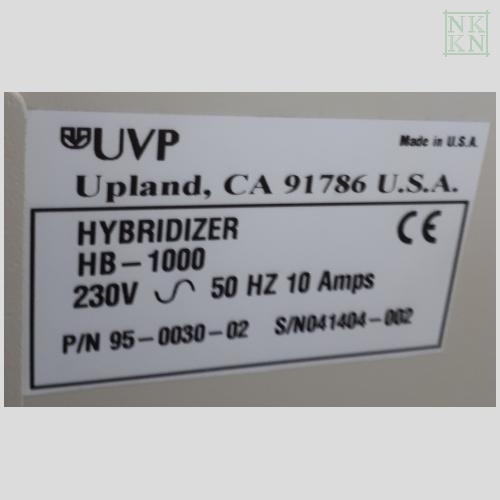 NK
KN
UVP
Made in U.S.A.
Upland, CA 91786 U.S.A.
HYBRIDIZER
CE
HB-1000
230V 50 HZ 10 Amps
P/N 95-0030-02 S/N041404-002